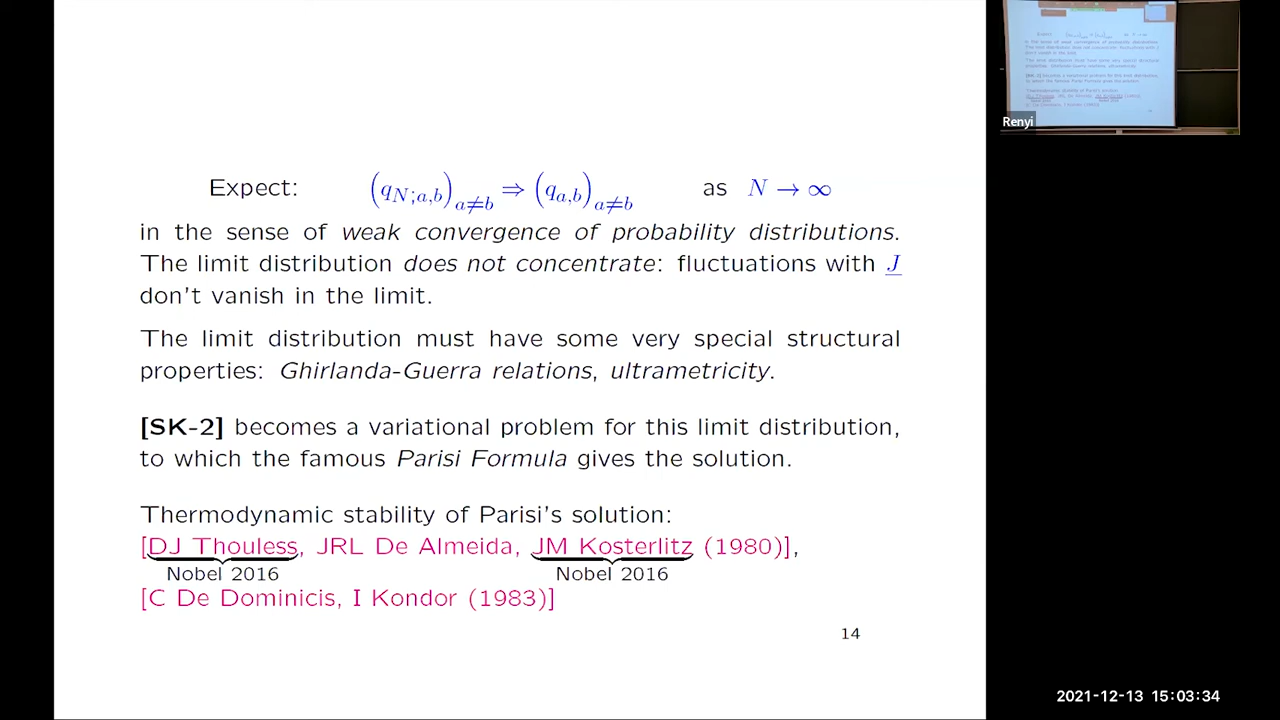 Expect: (q_{N;a,b})_{a≠b} ⇒ (q_{a,b})_{a≠b} as N → ∞
in the sense of weak convergence of probability distributions.
The limit distribution does not concentrate: fluctuations with J
don't vanish in the limit.
The limit distribution must have some very special structural
properties: Ghirlanda-Guerra relations, ultrametricity.
[SK-2] becomes a variational problem for this limit distribution,
to which the famous Parisi Formula gives the solution.
Thermodynamic stability of Parisi's solution:
[DJ Thouless, JRL De Almeida, JM Kosterlitz (1980)],
Nobel 2016 Nobel 2016
[C De Dominicis, I Kondor (1983)]
14
Renyi
2021-12-13 15:03:34